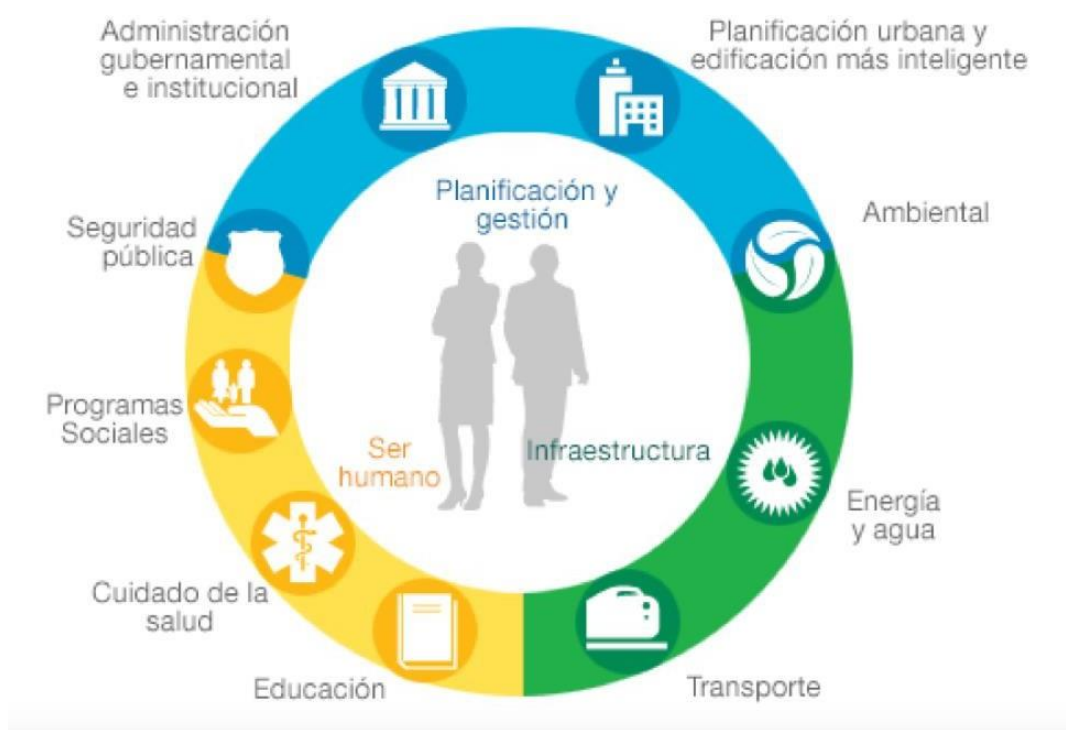 Administración
gubernamental
e institucional
Planificación urbana y
edificación más inteligente
Planificación y
gestión
Seguridad
pública
Ambiental
Programas
Sociales
Ser
humano
Infraestructura
Energía
y agua
Cuidado de la
salud
Educación
Transporte